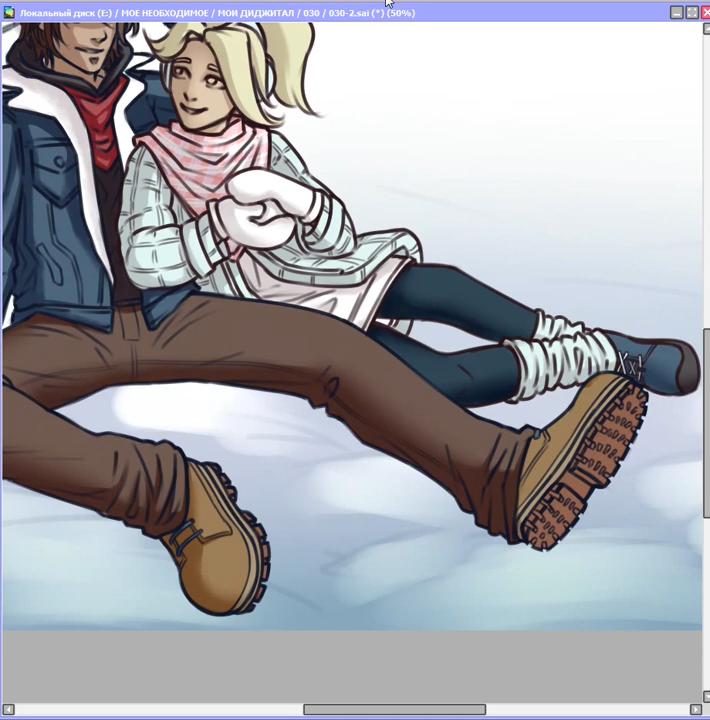 Локальный диск (F:) / МОЕ НЕОБХОДИМОЕ / МОИ ДИДЖИТАЛ / 030 / 030-2.sai (*) (50%)